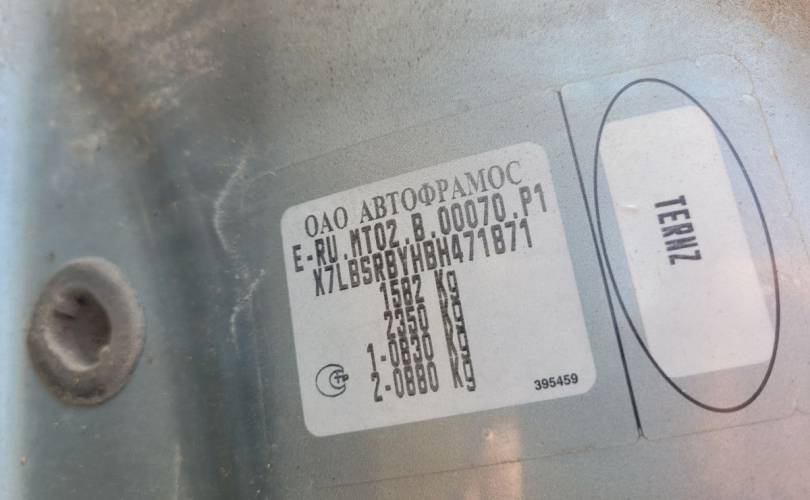 ОАО АВТОФРАМОС
E-RU.MT02.B.00070.P1
X7LBSRBYHBH471871
1582 Kg
2350 Kg
1-0830 Kg
2-0880 Kg
395459
TERNZ